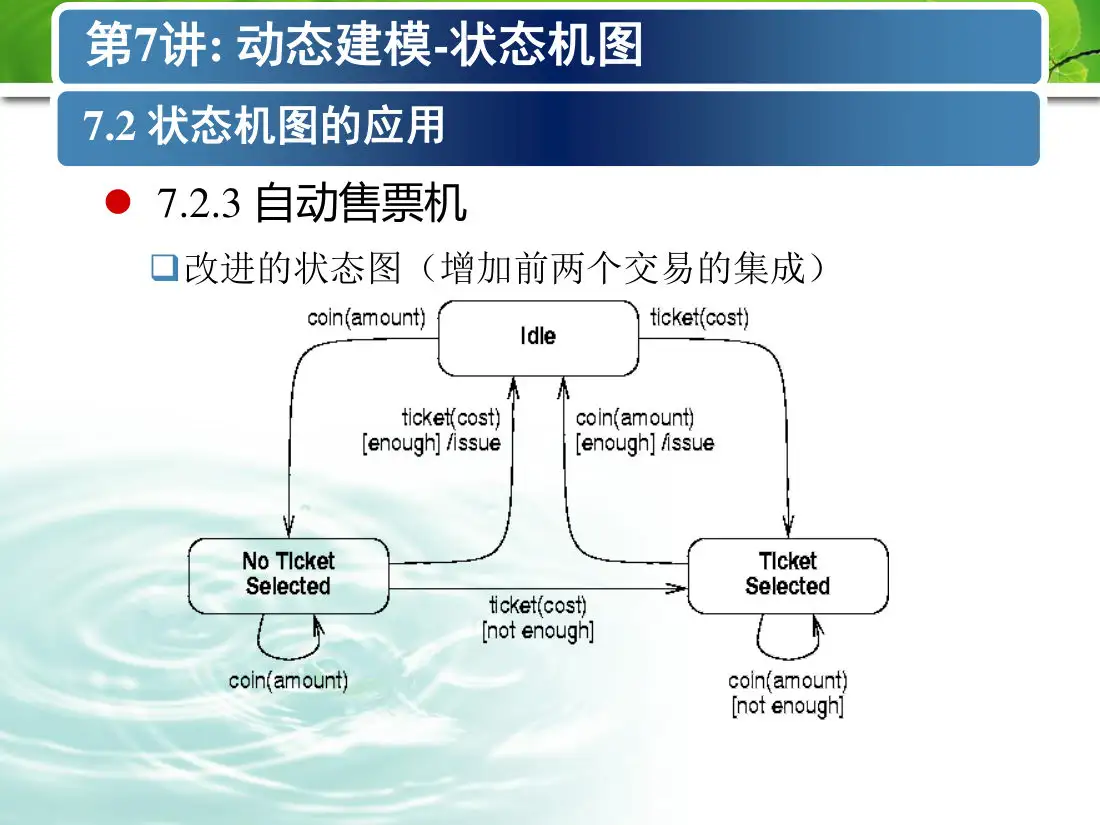 第7讲: 动态建模-状态机图
7.2 状态机图的应用
7.2.3 自动售票机
改进的状态图（增加前两个交易的集成）
coin(amount)
Idle
ticket(cost)
ticket(cost)
[enough] /issue
coin(amount)
[enough] /issue
No Ticket
Selected
Ticket
Selected
ticket(cost)
[not enough]
coin(amount)
coin(amount)
[not enough]